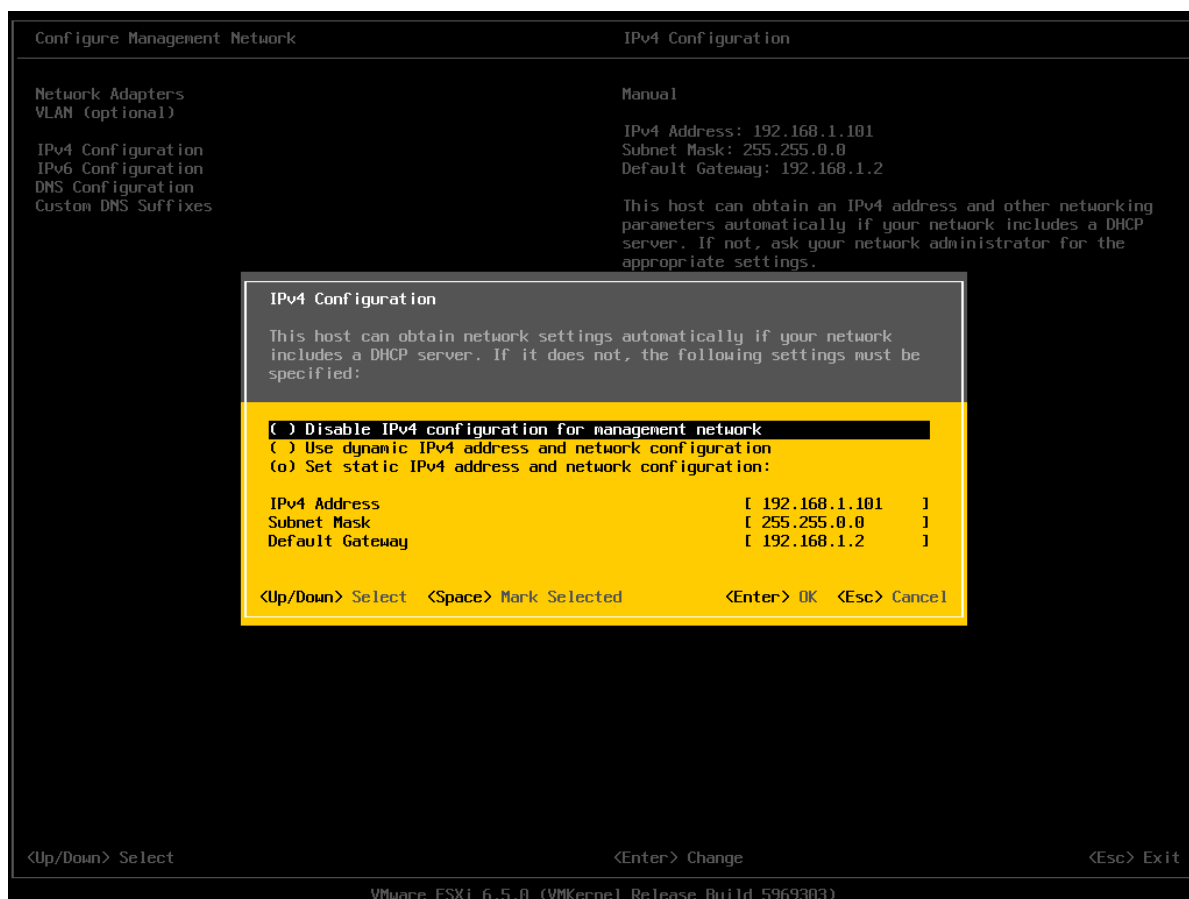 Configure Management Network
IPv4 Configuration
Network Adapters
VLAN (optional)
IPv4 Configuration
IPv6 Configuration
DNS Configuration
Custom DNS Suffixes
Manual
IPv4 Address: 192.168.1.101
Subnet Mask: 255.255.0.0
Default Gateway: 192.168.1.2
This host can obtain an IPv4 address and other networking
parameters automatically if your network includes a DHCP
server. If not, ask your network administrator for the
appropriate settings.
IPv4 Configuration
This host can obtain network settings automatically if your network
includes a DHCP server. If it does not, the following settings must be
specified:
( ) Disable IPv4 configuration for management network
( ) Use dynamic IPv4 address and network configuration
(o) Set static IPv4 address and network configuration:
IPv4 Address [ 192.168.1.101 ]
Subnet Mask [ 255.255.0.0 ]
Default Gateway [ 192.168.1.2 ]
<Up/Down> Select <Space> Mark Selected <Enter> OK <Esc> Cancel
<Up/Down> Select <Enter> Change <Esc> Exit
VMware ESXi 6.5.0 (VMKernel Release Build 5969303)